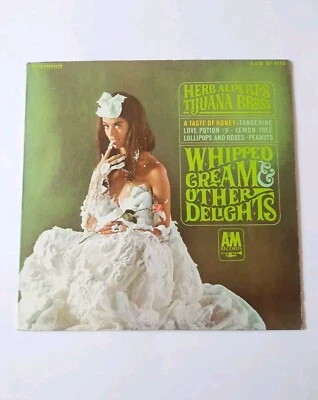 HERB ALPERT'S
TIJUANA BRASS
A TASTE OF HONEY • TANGERINE
LOVE POTION #9 • LEMON TREE
LOLLIPOPS AND ROSES • PEANUTS
WHIPPED
CREAM &
OTHER
DELIGHTS
A&M
RECORDS